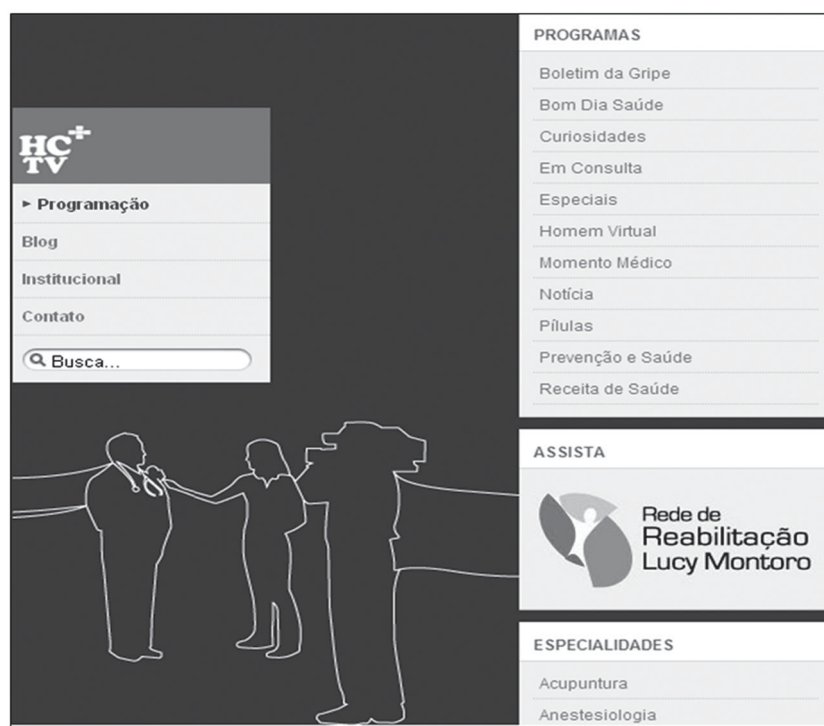 HC+
TV
▸ Programação
Blog
Institucional
Contato
Busca...
PROGRAMAS
Boletim da Gripe
Bom Dia Saúde
Curiosidades
Em Consulta
Especiais
Homem Virtual
Momento Médico
Notícia
Pílulas
Prevenção e Saúde
Receita de Saúde
ASSISTA
Rede de
Reabilitação
Lucy Montoro
ESPECIALIDADES
Acupuntura
Anestesiologia